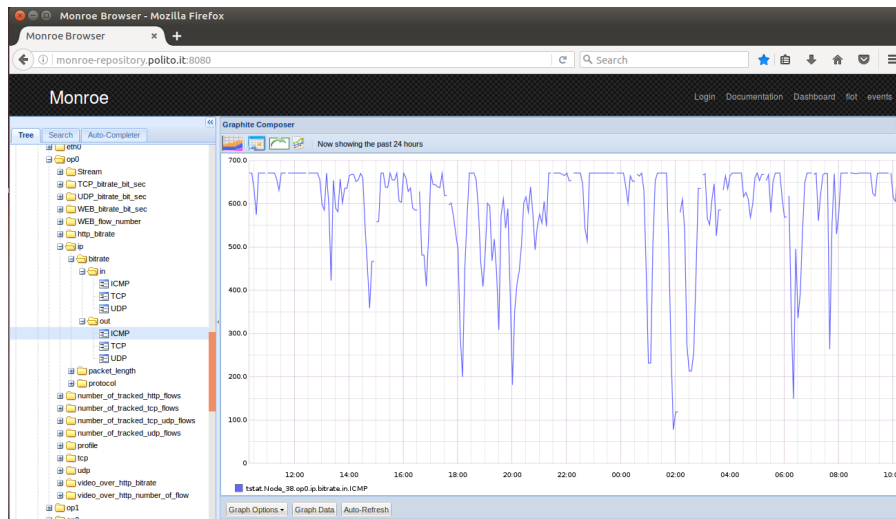 Monroe Browser - Mozilla Firefox
Monroe Browser
monroe-repository.polito.it:8080
Search
Monroe
Login Documentation Dashboard flot events
Tree Search Auto-Completer
eth0
op0
Stream
TCP_bitrate_bit_sec
UDP_bitrate_bit_sec
WEB_bitrate_bit_sec
WEB_flow_number
http_bitrate
ip
bitrate
in
ICMP
TCP
UDP
out
ICMP
TCP
UDP
packet_length
protocol
number_of_tracked_http_flows
number_of_tracked_tcp_flows
number_of_tracked_tcp_udp_flows
number_of_tracked_udp_flows
profile
tcp
udp
video_over_http_bitrate
video_over_http_number_of_flow
op1
Graphite Composer
Now showing the past 24 hours
700.0
600.0
500.0
400.0
300.0
200.0
100.0
0
12:00 14:00 16:00 18:00 20:00 22:00 00:00 02:00 04:00 06:00 08:00 10:0
tstat.Node_38.op0.ip.bitrate.in.ICMP
Graph Options Graph Data Auto-Refresh